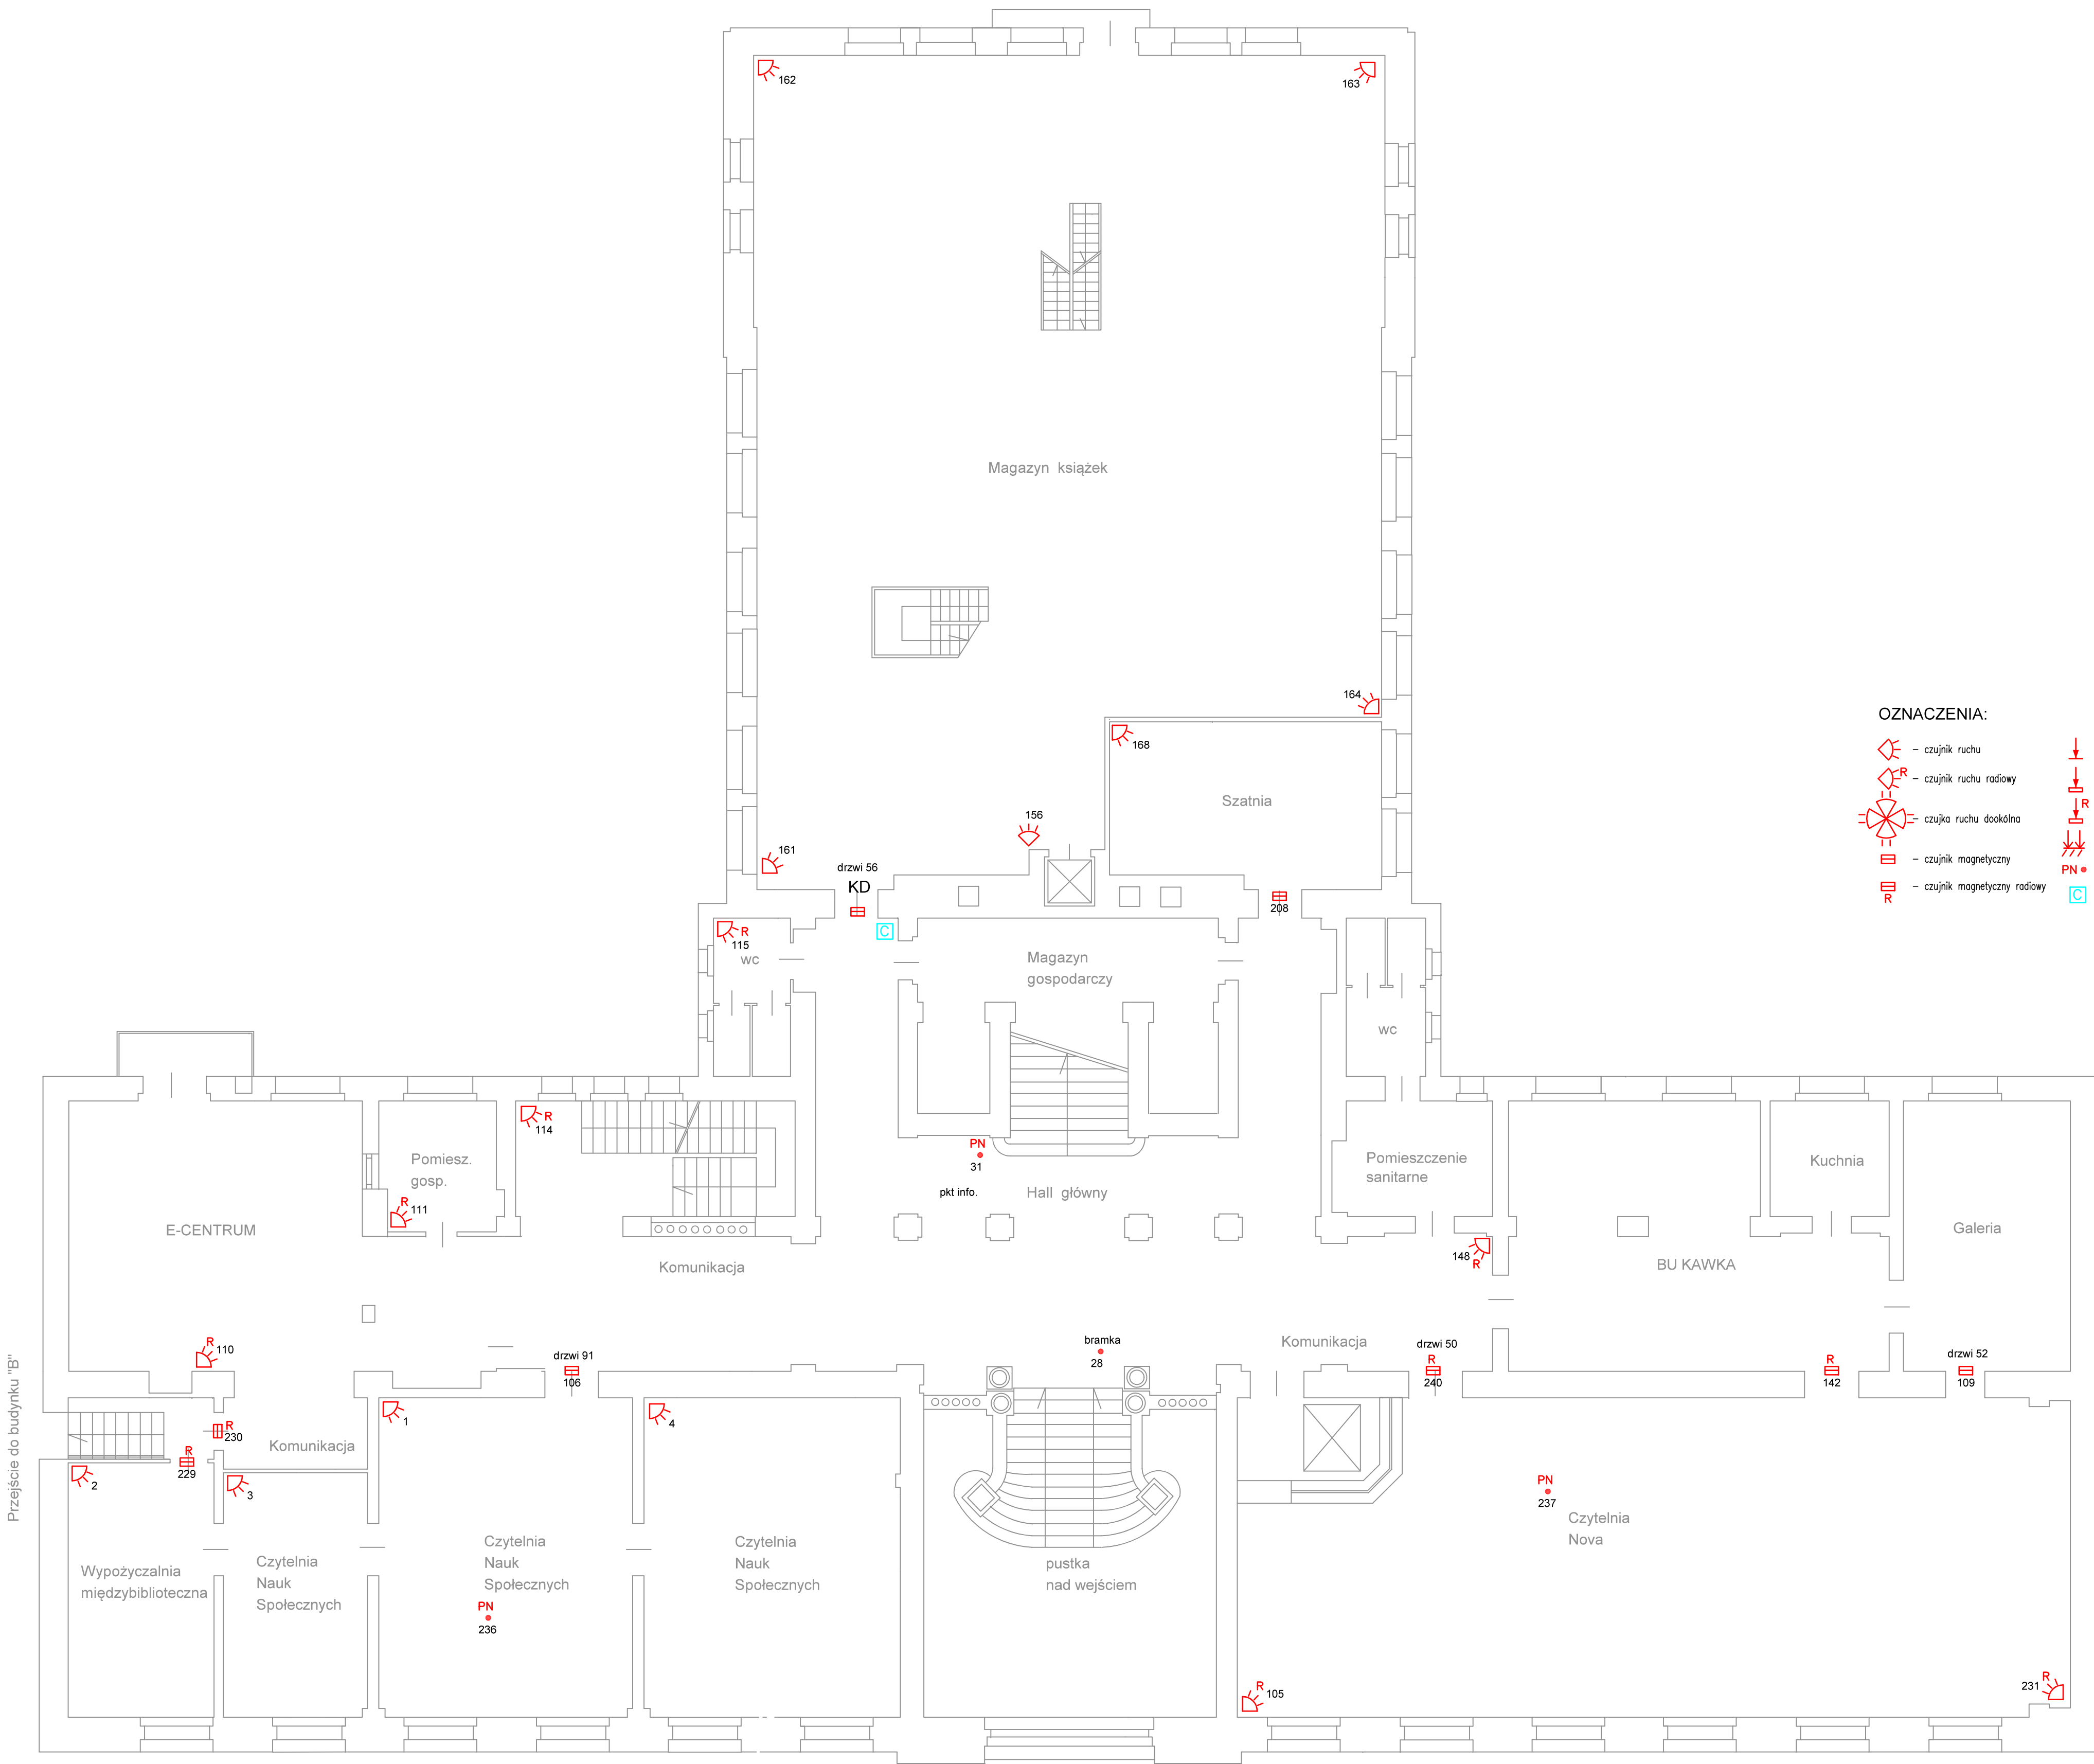 162
163
Magazyn książek
164
168
OZNACZENIA:
– czujnik ruchu
R – czujnik ruchu radiowy
R
– czujka ruchu dookólna
– czujnik magnetyczny
PN
– czujnik magnetyczny radiowy
R
C
Szatnia
156
161
drzwi 56
KD
208
C
R
115
wc
Magazyn
gospodarczy
wc
R
114
PN
31
pkt info.
Hall główny
Pomiesz.
gosp.
R
111
Pomieszczenie
sanitarne
Kuchnia
E-CENTRUM
Galeria
148
R
BU KAWKA
Komunikacja
bramka
28
Komunikacja
R
110
drzwi 91
106
drzwi 50
R
240
R
142
drzwi 52
109
Przejście do budynku "B"
1
4
R
230
Komunikacja
R
229
2
3
PN
237
Czytelnia
Nova
Czytelnia
Nauk
Społecznych
Czytelnia
Nauk
Społecznych
Czytelnia
Nauk
Społecznych
Wypożyczalnia
międzybiblioteczna
pustka
nad wejściem
PN
236
R
105
R
231